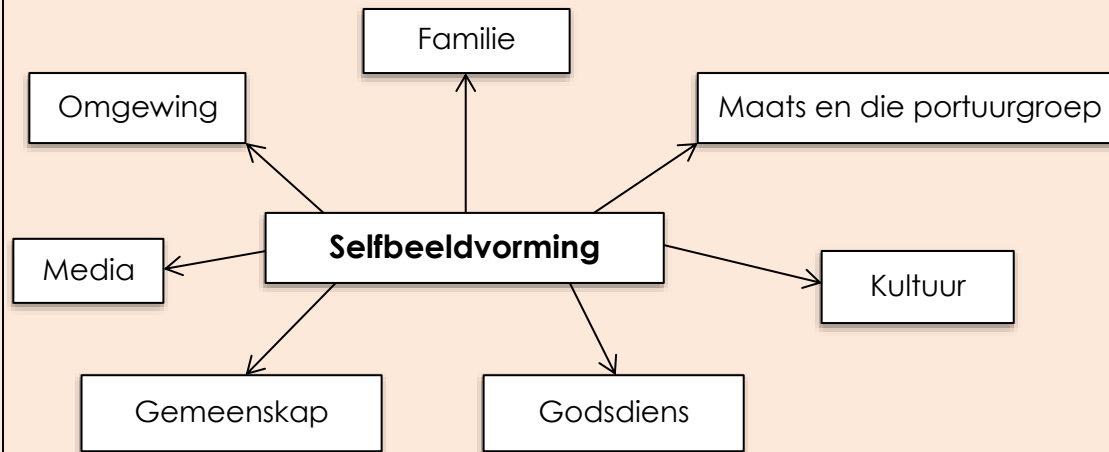 Familie
Omgewing
Maats en die portuurgroep
Selfbeeldvorming
Media
Kultuur
Gemeenskap
Godsdiens